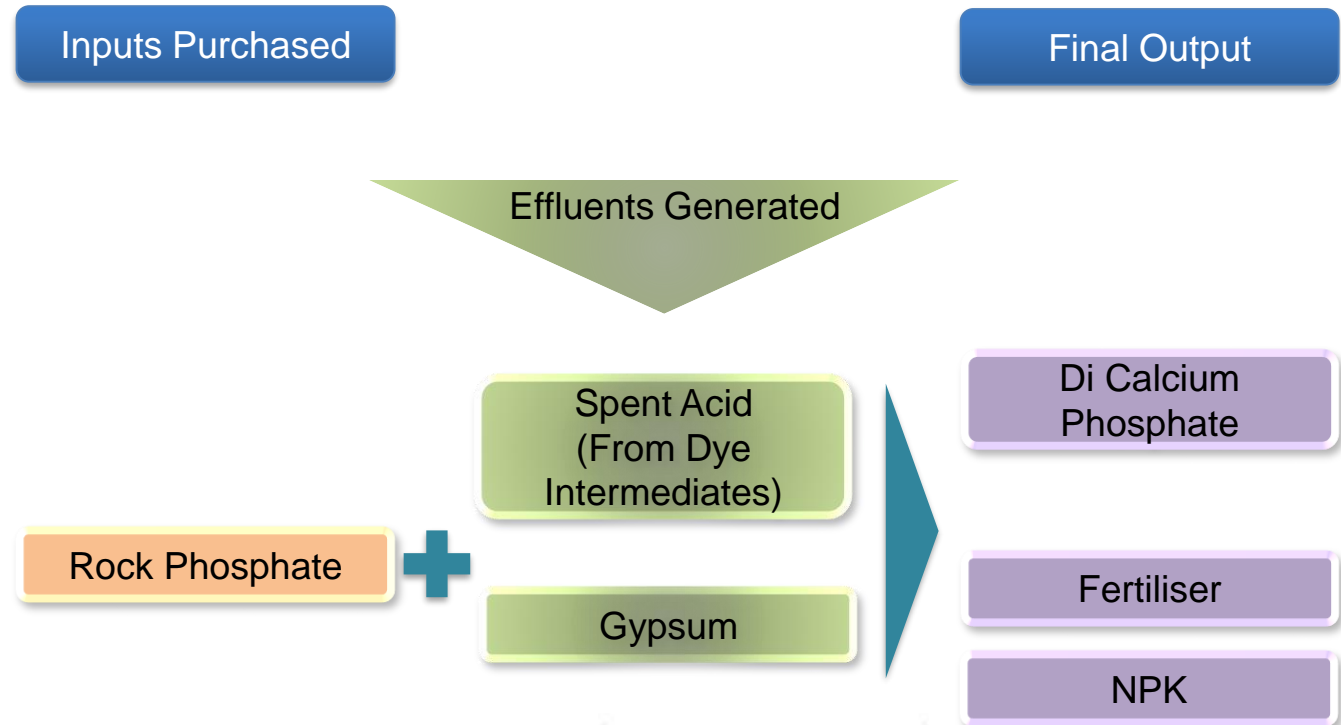 Inputs Purchased
Final Output
Effluents Generated
Spent Acid
(From Dye
Intermediates)
Di Calcium
Phosphate
Rock Phosphate
Gypsum
Fertiliser
NPK